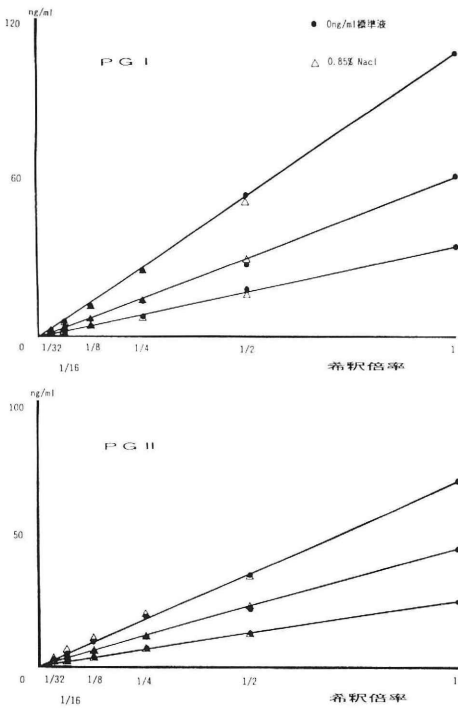 ng/ml
120
PG I
● 0ng/ml標準液
△ 0.85% Nacl
60
0 1/32 1/8 1/4 1/2 1
1/16 希釈倍率
ng/ml
100
PG II
50
0 1/32 1/8 1/4 1/2 1
1/16 希釈倍率